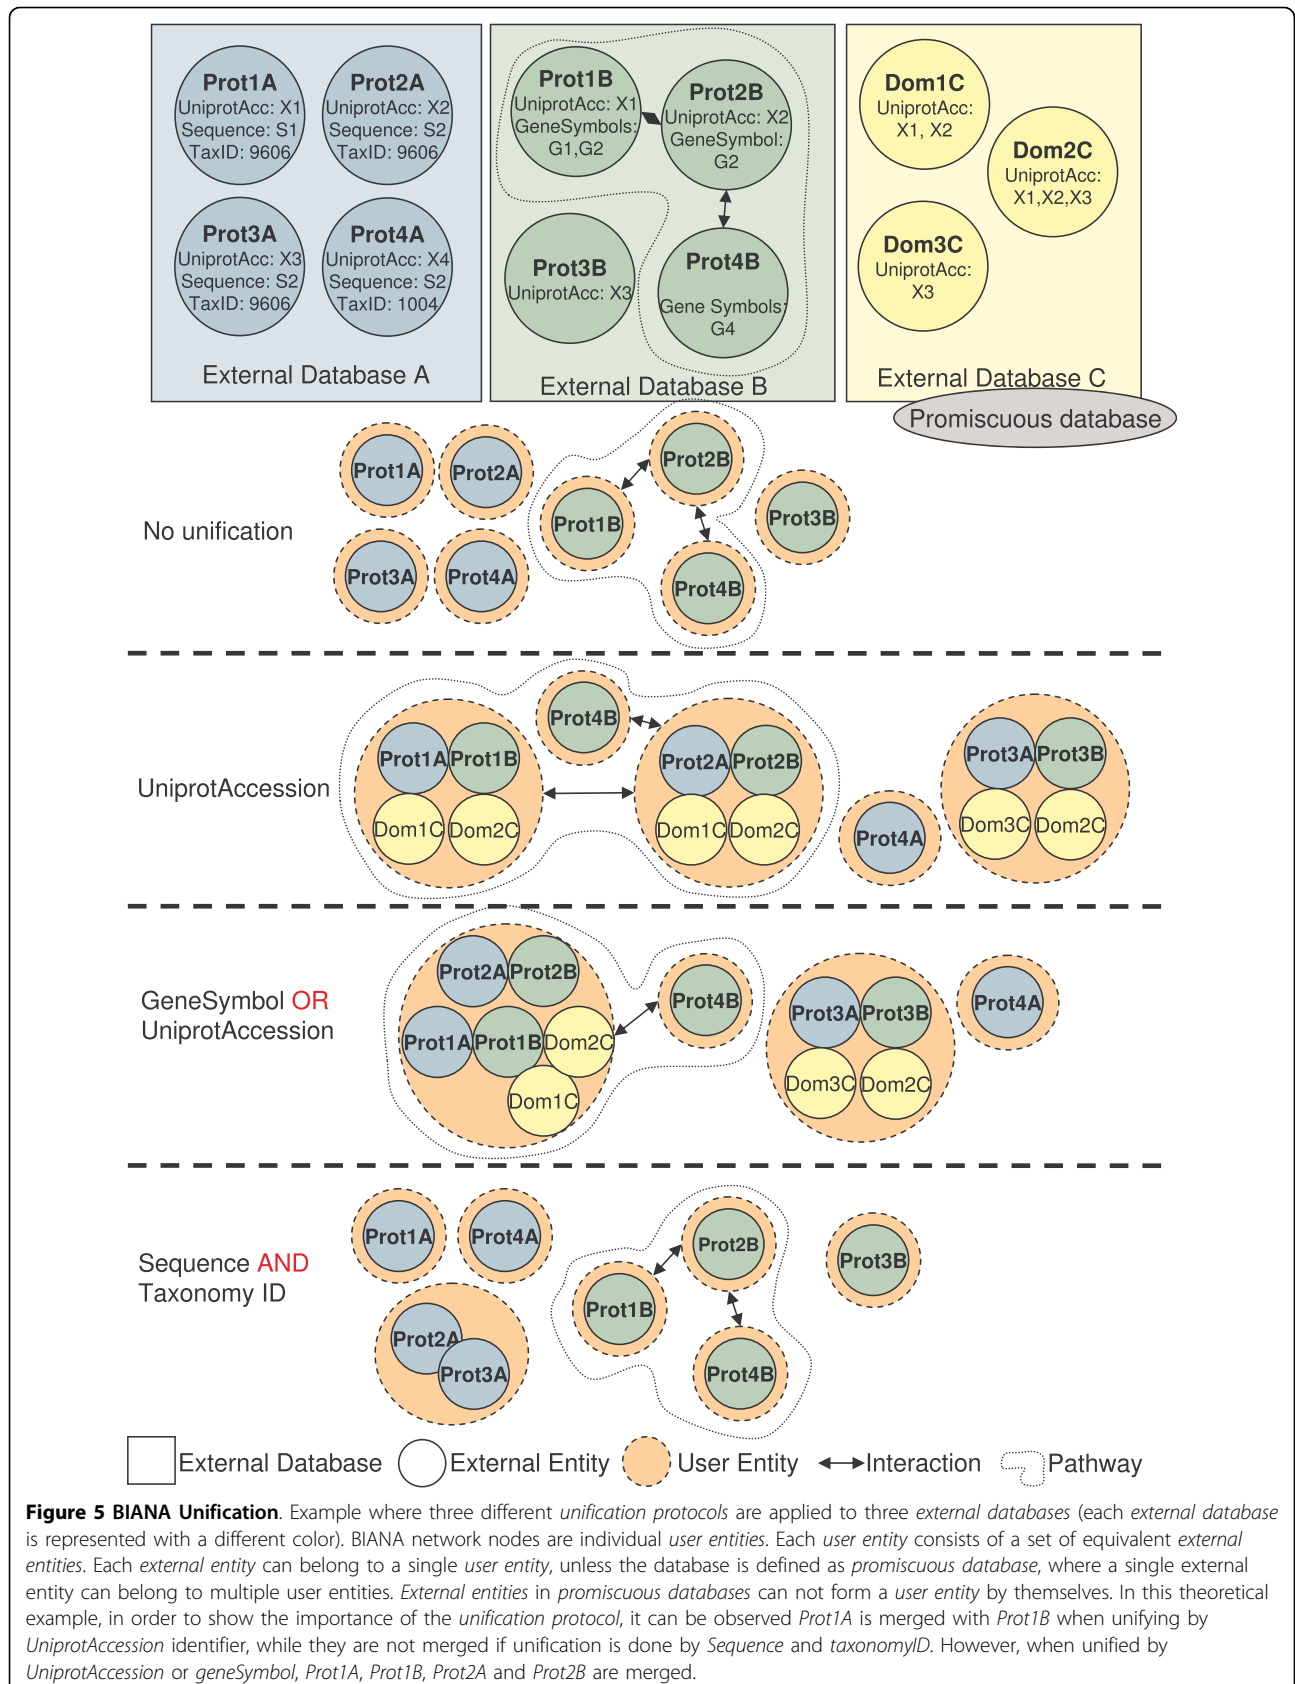 Prot1A
UniprotAcc: X1
Sequence: S1
TaxID: 9606
Prot2A
UniprotAcc: X2
Sequence: S2
TaxID: 9606
Prot3A
UniprotAcc: X3
Sequence: S2
TaxID: 9606
Prot4A
UniprotAcc: X4
Sequence: S2
TaxID: 1004
External Database A
Prot1B
UniprotAcc: X1
GeneSymbols:
G1,G2
Prot2B
UniprotAcc: X2
GeneSymbol:
G2
Prot3B
UniprotAcc: X3
Prot4B
Gene Symbols:
G4
External Database B
Dom1C
UniprotAcc:
X1, X2
Dom2C
UniprotAcc:
X1,X2,X3
Dom3C
UniprotAcc:
X3
External Database C
Promiscuous database
No unification
Prot1A
Prot2A
Prot3A
Prot4A
Prot1B
Prot2B
Prot4B
Prot3B
UniprotAccession
Prot1A
Prot1B
Dom1C
Dom2C
Prot4B
Prot2A
Prot2B
Dom1C
Dom2C
Prot4A
Prot3A
Prot3B
Dom3C
Dom2C
GeneSymbol OR
UniprotAccession
Prot2A
Prot2B
Prot1A
Prot1B
Dom2C
Dom1C
Prot4B
Prot3A
Prot3B
Dom3C
Dom2C
Prot4A
Sequence AND
Taxonomy ID
Prot1A
Prot4A
Prot2A
Prot3A
Prot2B
Prot1B
Prot4B
Prot3B
External Database
External Entity
User Entity
Interaction
Pathway
Figure 5 BIANA Unification. Example where three different unification protocols are applied to three external databases (each external database
is represented with a different color). BIANA network nodes are individual user entities. Each user entity consists of a set of equivalent external
entities. Each external entity can belong to a single user entity, unless the database is defined as promiscuous database, where a single external
entity can belong to multiple user entities. External entities in promiscuous databases can not form a user entity by themselves. In this theoretical
example, in order to show the importance of the unification protocol, it can be observed Prot1A is merged with Prot1B when unifying by
UniprotAccession identifier, while they are not merged if unification is done by Sequence and taxonomyID. However, when unified by
UniprotAccession or geneSymbol, Prot1A, Prot1B, Prot2A and Prot2B are merged.